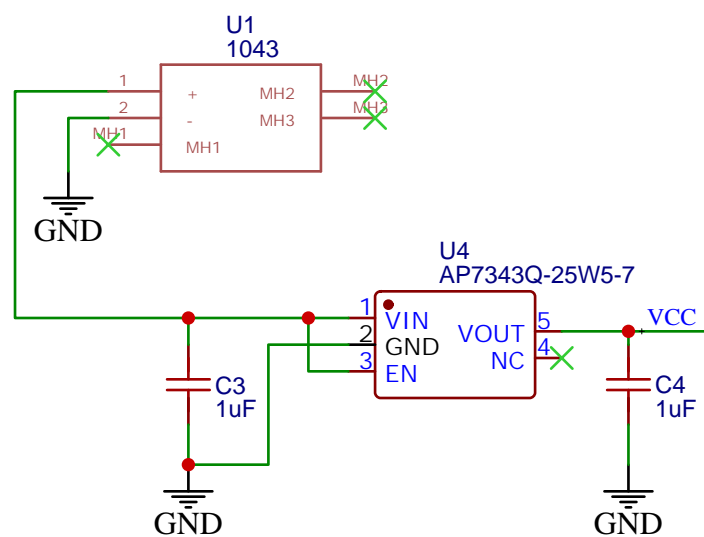 U1
1043
1
+
MH2
MH2
2
-
MH3
MH3
MH1
MH1
GND
U4
AP7343Q-25W5-7
1
VIN
2
GND
3
EN
VOUT
5
NC
4
VCC
C3
1uF
C4
1uF
GND
GND